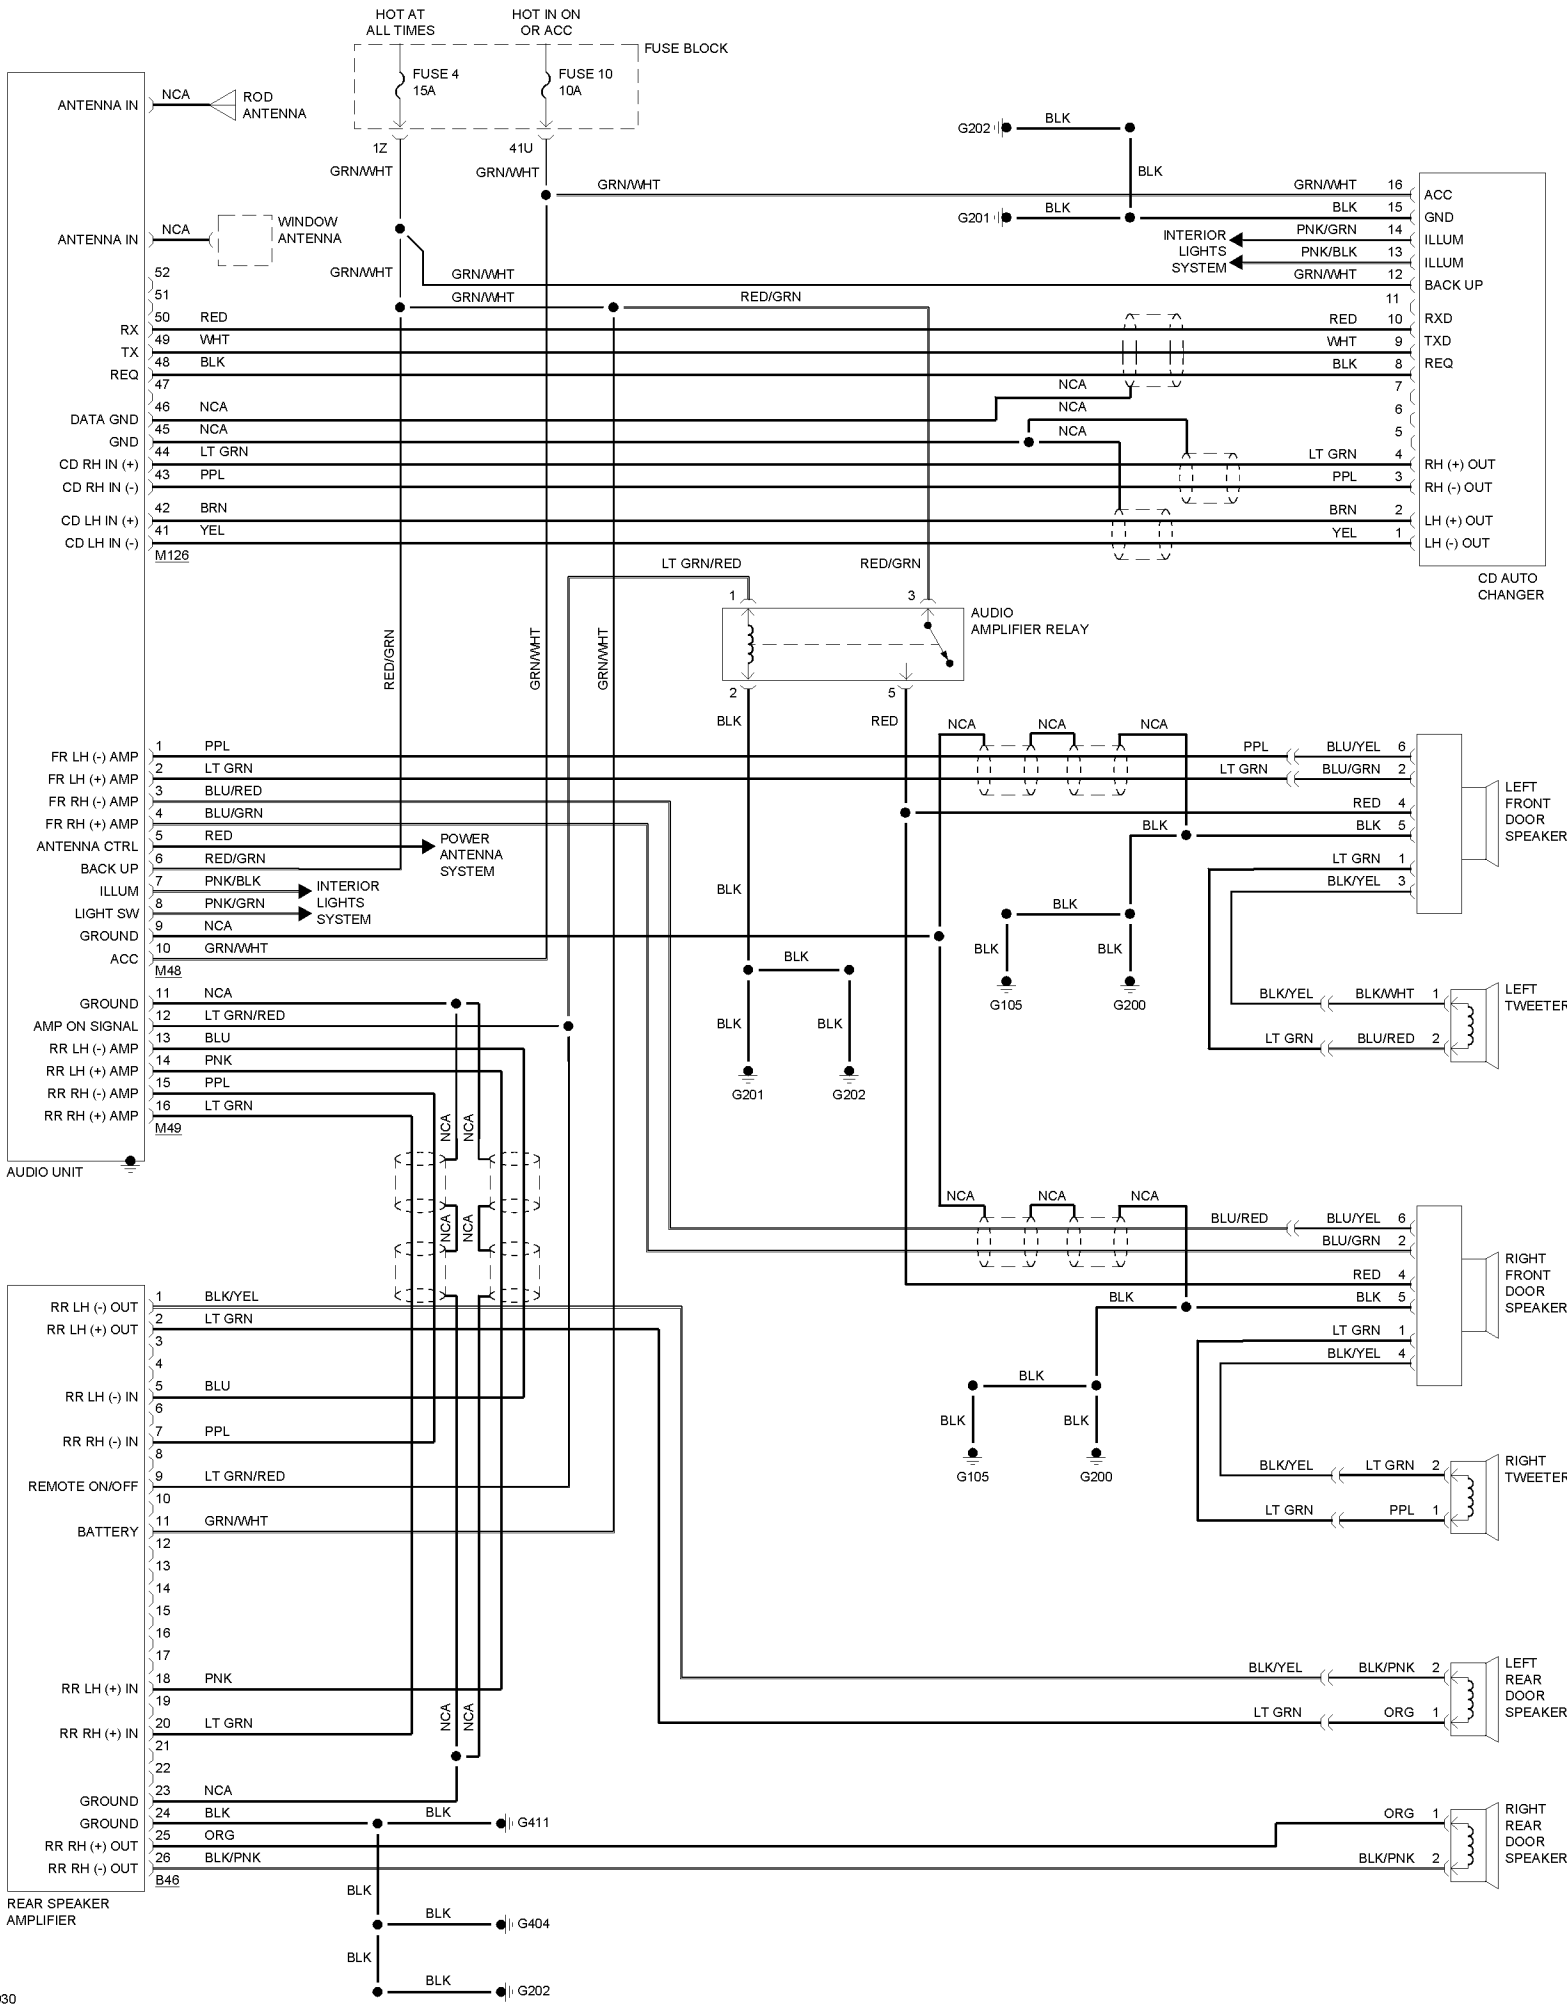 HOT AT
ALL TIMES
HOT IN ON
OR ACC
FUSE BLOCK
FUSE 4
15A
FUSE 10
10A
1Z
41U
GRN/WHT
GRN/WHT
ANTENNA IN
NCA
ROD
ANTENNA
ANTENNA IN
NCA
WINDOW
ANTENNA
G202
BLK
BLK
GRN/WHT
GRN/WHT 16 ACC
G201
BLK
BLK 15 GND
INTERIOR
LIGHTS
SYSTEM
PNK/GRN 14 ILLUM
PNK/BLK 13 ILLUM
GRN/WHT
GRN/WHT
GRN/WHT 12 BACK UP
GRN/WHT
RED/GRN
11
52
51
RX 50 RED
RED 10 RXD
TX 49 WHT
WHT 9 TXD
REQ 48 BLK
BLK 8 REQ
47
NCA
7
DATA GND 46 NCA
NCA
6
GND 45 NCA
NCA
5
CD RH IN (+) 44 LT GRN
LT GRN 4 RH (+) OUT
CD RH IN (-) 43 PPL
PPL 3 RH (-) OUT
CD LH IN (+) 42 BRN
BRN 2 LH (+) OUT
CD LH IN (-) 41 YEL
YEL 1 LH (-) OUT
M126
CD AUTO
CHANGER
LT GRN/RED
RED/GRN
1
3
AUDIO
AMPLIFIER RELAY
RED/GRN
GRN/WHT
GRN/WHT
2
5
BLK
RED
NCA
NCA
NCA
FR LH (-) AMP 1 PPL
PPL
BLU/YEL 6
FR LH (+) AMP 2 LT GRN
LT GRN
BLU/GRN 2
FR RH (-) AMP 3 BLU/RED
RED 4
FR RH (+) AMP 4 BLU/GRN
BLK
BLK 5
LEFT
FRONT
DOOR
SPEAKER
ANTENNA CTRL 5 RED
POWER
ANTENNA
SYSTEM
BACK UP 6 RED/GRN
LT GRN 1
ILLUM 7 PNK/BLK
INTERIOR
LIGHTS
SYSTEM
BLK/YEL 3
LIGHT SW 8 PNK/GRN
GROUND 9 NCA
ACC 10 GRN/WHT
M48
BLK
BLK
BLK
BLK
BLK
G105
G200
GROUND 11 NCA
AMP ON SIGNAL 12 LT GRN/RED
RR LH (-) AMP 13 BLU
RR LH (+) AMP 14 PNK
RR RH (-) AMP 15 PPL
RR RH (+) AMP 16 LT GRN
M49
BLK
BLK
G201
G202
BLK/YEL
BLK/WHT 1
LT GRN
BLU/RED 2
LEFT
TWEETER
NCA
NCA
AUDIO UNIT
NCA
NCA
NCA
NCA
NCA
BLU/RED
BLU/YEL 6
BLU/GRN 2
RED 4
BLK
BLK 5
LT GRN 1
BLK/YEL 4
RIGHT
FRONT
DOOR
SPEAKER
BLK
BLK
BLK
G105
G200
RR LH (-) OUT 1 BLK/YEL
RR LH (+) OUT 2 LT GRN
3
4
RR LH (-) IN 5 BLU
6
RR RH (-) IN 7 PPL
8
REMOTE ON/OFF 9 LT GRN/RED
10
BATTERY 11 GRN/WHT
12
13
14
15
16
17
RR LH (+) IN 18 PNK
19
RR RH (+) IN 20 LT GRN
21
22
GROUND 23 NCA
GROUND 24 BLK
RR RH (+) OUT 25 ORG
RR RH (-) OUT 26 BLK/PNK
B46
REAR SPEAKER
AMPLIFIER
BLK/YEL
LT GRN 2
LT GRN
PPL 1
RIGHT
TWEETER
NCA
NCA
BLK/YEL
BLK/PNK 2
LT GRN
ORG 1
LEFT
REAR
DOOR
SPEAKER
BLK
G411
ORG 1
BLK/PNK 2
RIGHT
REAR
DOOR
SPEAKER
BLK
BLK
G404
BLK
BLK
G202